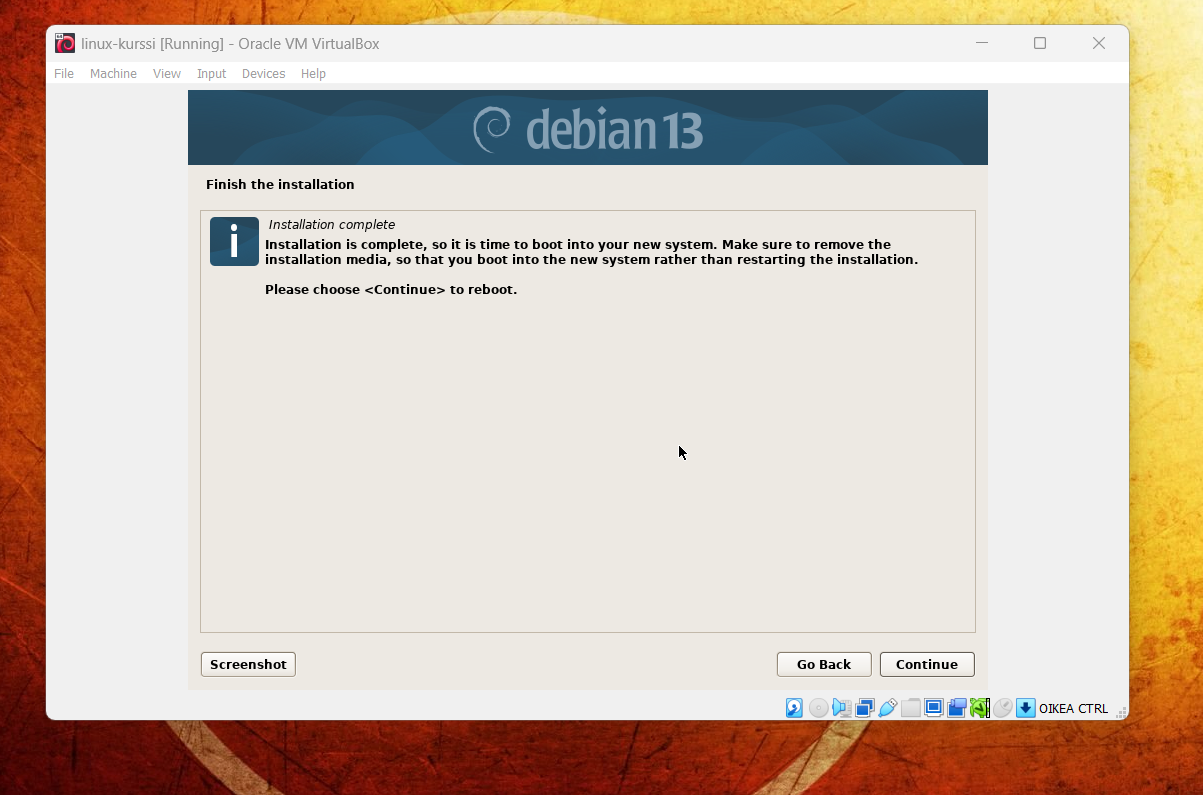 linux-kurssi [Running] - Oracle VM VirtualBox
File Machine View Input Devices Help
debian 13
Finish the installation
Installation complete
Installation is complete, so it is time to boot into your new system. Make sure to remove the
installation media, so that you boot into the new system rather than restarting the installation.
Please choose <Continue> to reboot.
Screenshot Go Back Continue
OIKEA CTRL